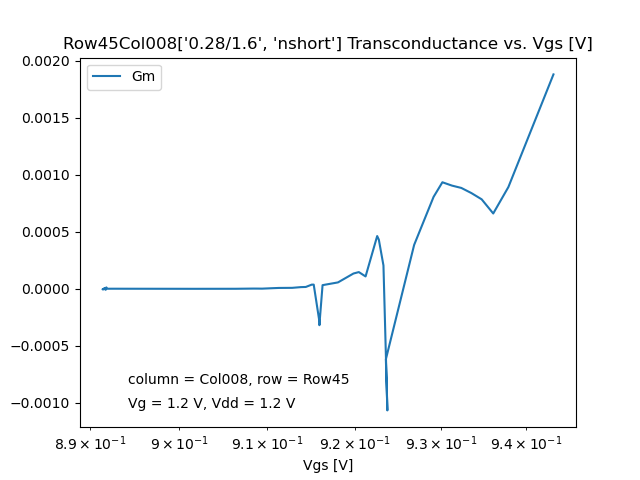 Row45Col008['0.28/1.6', 'nshort'] Transconductance vs. Vgs [V]
Gm
0.0020
0.0015
0.0010
0.0005
0.0000
−0.0005
−0.0010
column = Col008, row = Row45
Vg = 1.2 V, Vdd = 1.2 V
8.9 × 10⁻¹ 9 × 10⁻¹ 9.1 × 10⁻¹ 9.2 × 10⁻¹ 9.3 × 10⁻¹ 9.4 × 10⁻¹
Vgs [V]